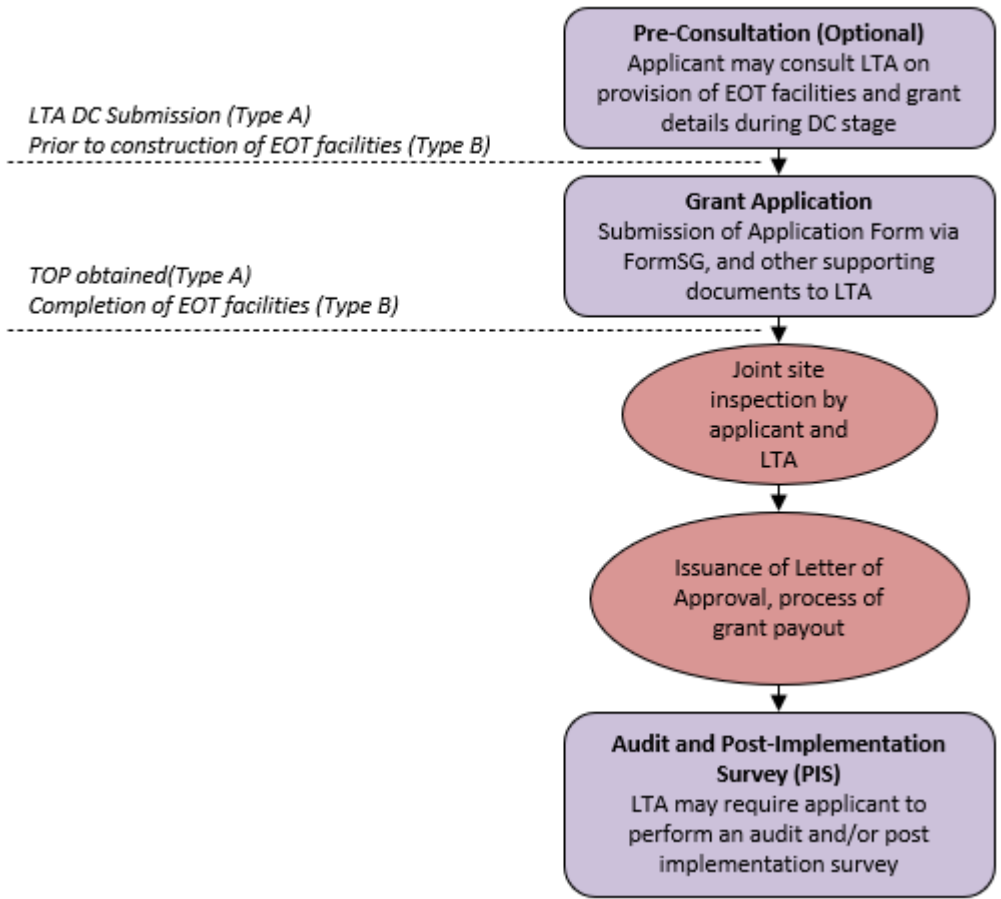 Pre-Consultation (Optional)
Applicant may consult LTA on
provision of EOT facilities and grant
details during DC stage
LTA DC Submission (Type A)
Prior to construction of EOT facilities (Type B)
Grant Application
Submission of Application Form via
FormSG, and other supporting
documents to LTA
TOP obtained(Type A)
Completion of EOT facilities (Type B)
Joint site
inspection by
applicant and
LTA
Issuance of Letter of
Approval, process of
grant payout
Audit and Post-Implementation
Survey (PIS)
LTA may require applicant to
perform an audit and/or post
implementation survey